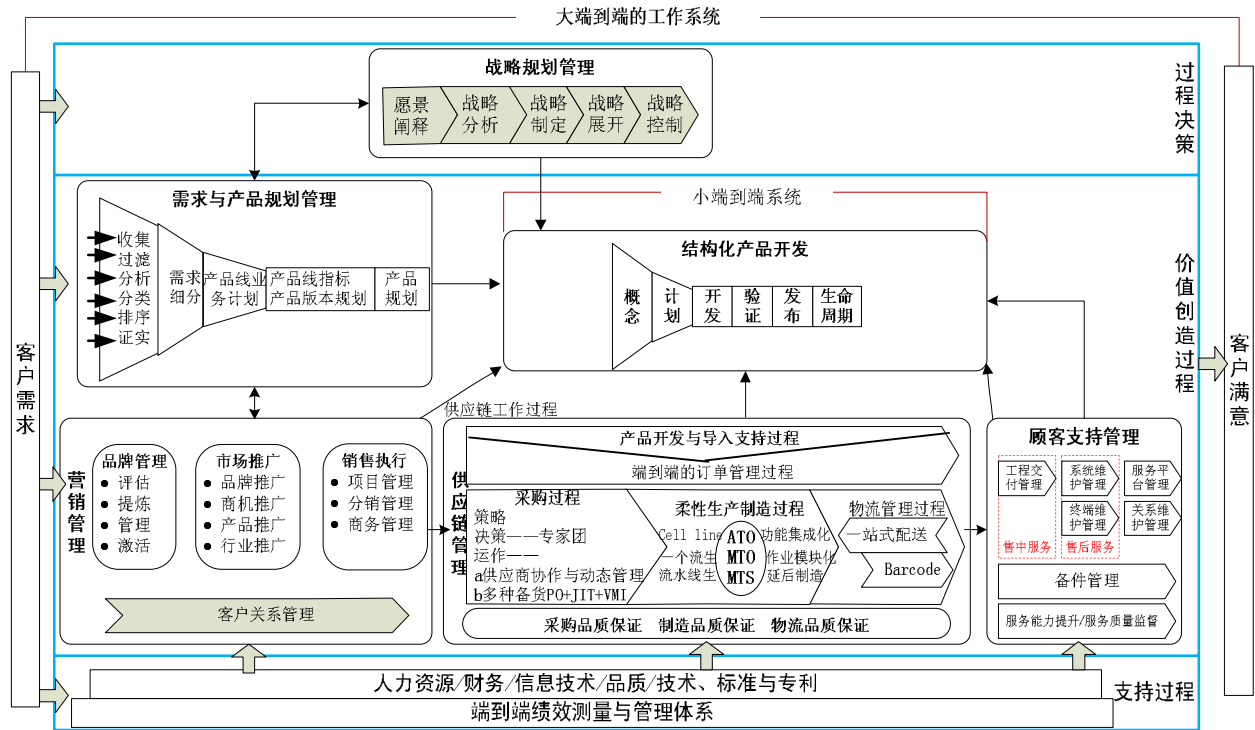 大端到端的工作系统
战略规划管理
愿景
阐释
战略
分析
战略
制定
战略
展开
战略
控制
过程决策
需求与产品规划管理
收集
过滤
分析
分类
排序
证实
需求
细分
产品线业
务计划
产品线指标
产品版本规划
产品
规划
小端到端系统
结构化产品开发
概念
计划
开发
验证
发布
生命
周期
价值创造过程
客户需求
客户满意
营销管理
品牌管理
评估
提炼
管理
激活
市场推广
品牌推广
商机推广
产品推广
行业推广
销售执行
项目管理
分销管理
商务管理
客户关系管理
供应链工作过程
供应链管理
产品开发与导入支持过程
端到端的订单管理过程
采购过程
策略
决策——专家团
运作——
a供应商协作与动态管理
b多种备货PO+JIT+VMI
柔性生产制造过程
Cell line
一个流生
流水线生
ATO
MTO
MTS
功能集成化
作业模块化
延后制造
物流管理过程
一站式配送
Barcode
采购品质保证 制造品质保证 物流品质保证
顾客支持管理
工程交
付管理
系统维
护管理
服务平
台管理
终端维
护管理
关系维
护管理
售中服务
售后服务
备件管理
服务能力提升/服务质量监督
人力资源/财务/信息技术/品质/技术、标准与专利
端到端绩效测量与管理体系
支持过程